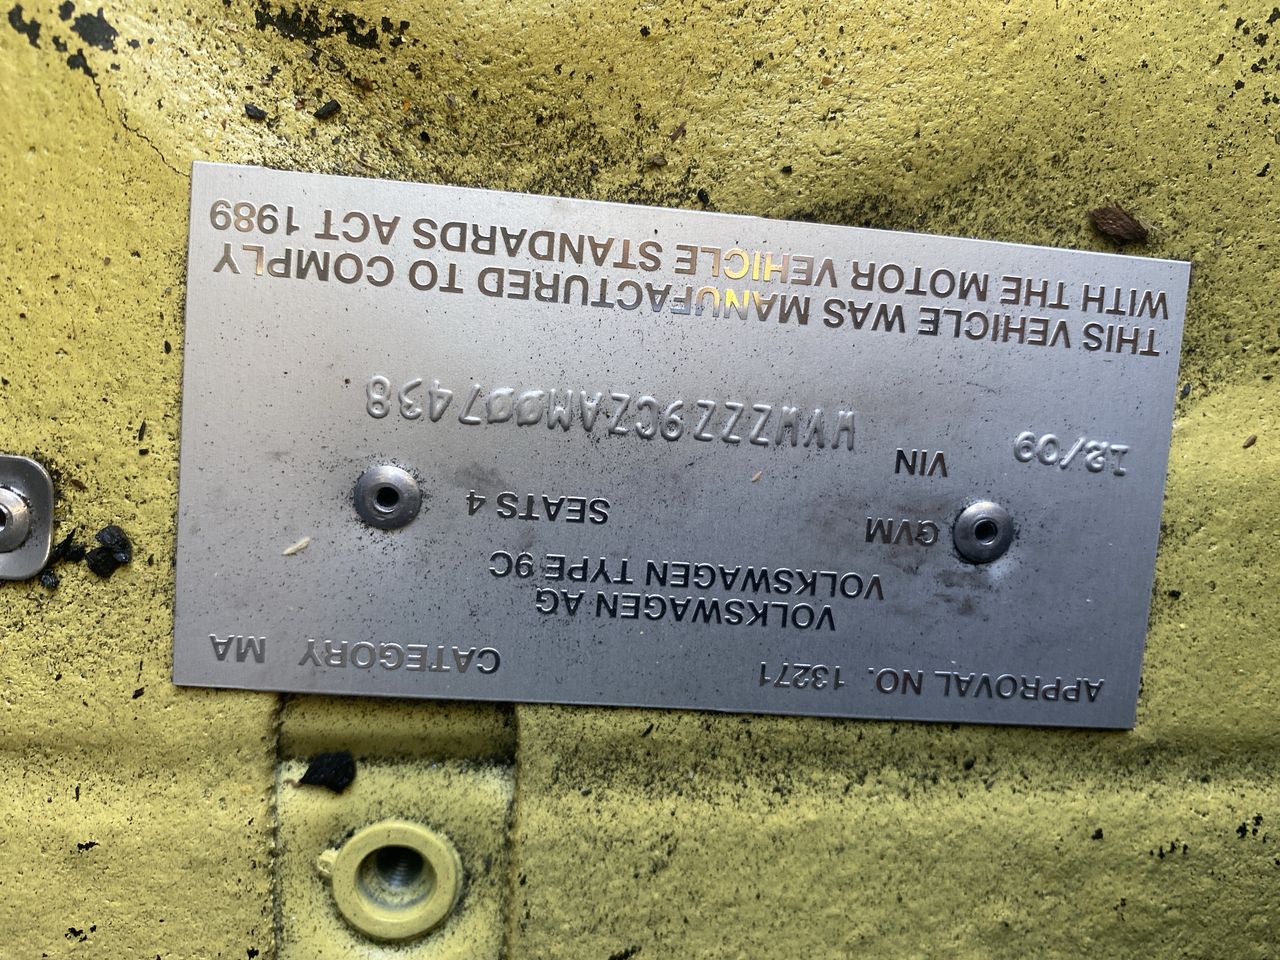 APPROVAL NO. 13271 CATEGORY MA
VOLKSWAGEN AG
VOLKSWAGEN TYPE 9C
GVM SEATS 4
12/09 VIN WVWZZZ9CZAM007438
THIS VEHICLE WAS MANUFACTURED TO COMPLY
WITH THE MOTOR VEHICLE STANDARDS ACT 1989